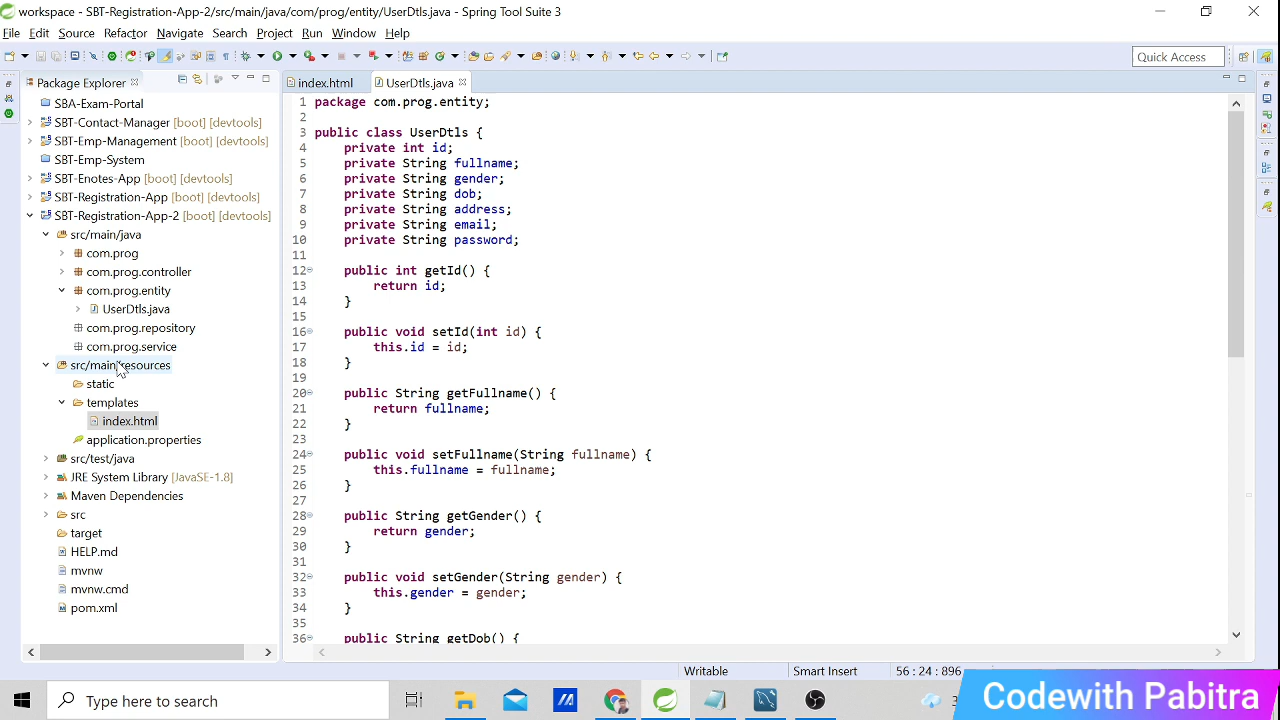 workspace - SBT-Registration-App-2/src/main/java/com/prog/entity/UserDtls.java - Spring Tool Suite 3
File Edit Source Refactor Navigate Search Project Run Window Help
Quick Access
Package Explorer
index.html
UserDtls.java
SBA-Exam-Portal
SBT-Contact-Manager [boot] [devtools]
SBT-Emp-Management [boot] [devtools]
SBT-Emp-System
SBT-Enotes-App [boot] [devtools]
SBT-Registration-App [boot] [devtools]
SBT-Registration-App-2 [boot] [devtools]
src/main/java
com.prog
com.prog.controller
com.prog.entity
UserDtls.java
com.prog.repository
com.prog.service
src/main/resources
static
templates
index.html
application.properties
src/test/java
JRE System Library [JavaSE-1.8]
Maven Dependencies
src
target
HELP.md
mvnw
mvnw.cmd
pom.xml
1 package com.prog.entity;
2
3 public class UserDtls {
4 private int id;
5 private String fullname;
6 private String gender;
7 private String dob;
8 private String address;
9 private String email;
10 private String password;
11
12 public int getId() {
13 return id;
14 }
15
16 public void setId(int id) {
17 this.id = id;
18 }
19
20 public String getFullname() {
21 return fullname;
22 }
23
24 public void setFullname(String fullname) {
25 this.fullname = fullname;
26 }
27
28 public String getGender() {
29 return gender;
30 }
31
32 public void setGender(String gender) {
33 this.gender = gender;
34 }
35
36 public String getDob() {
Writable
Smart Insert
56 : 24 : 896
Type here to search
Codewith Pabitra